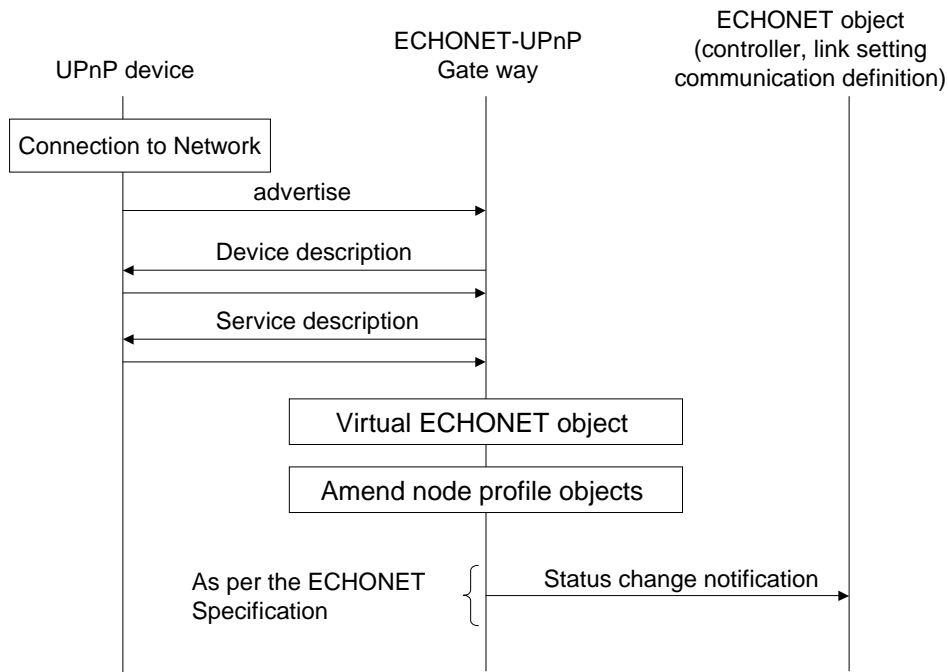 UPnP device
ECHONET-UPnP
Gate way
ECHONET object
(controller, link setting
communication definition)
Connection to Network
advertise
Device description
Service description
Virtual ECHONET object
Amend node profile objects
As per the ECHONET
Specification
Status change notification